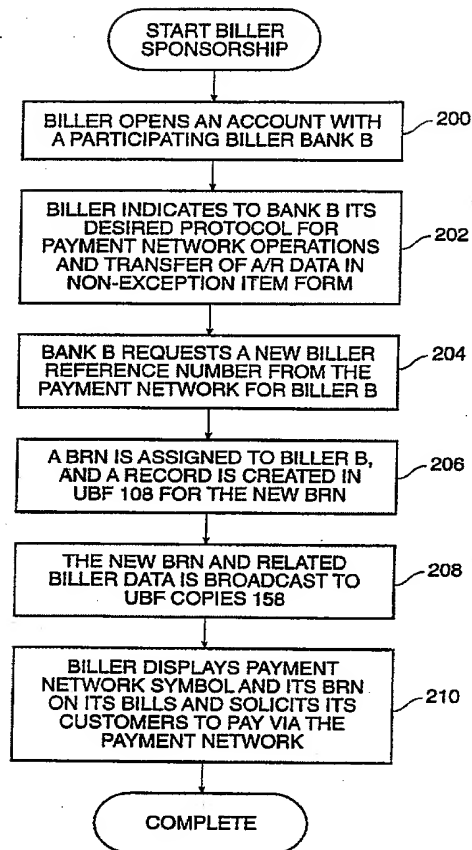 START BILLER
SPONSORSHIP
BILLER OPENS AN ACCOUNT WITH
A PARTICIPATING BILLER BANK B
200
BILLER INDICATES TO BANK B ITS
DESIRED PROTOCOL FOR
PAYMENT NETWORK OPERATIONS
AND TRANSFER OF A/R DATA IN
NON-EXCEPTION ITEM FORM
202
BANK B REQUESTS A NEW BILLER
REFERENCE NUMBER FROM THE
PAYMENT NETWORK FOR BILLER B
204
A BRN IS ASSIGNED TO BILLER B,
AND A RECORD IS CREATED IN
UBF 108 FOR THE NEW BRN
206
THE NEW BRN AND RELATED
BILLER DATA IS BROADCAST TO
UBF COPIES 158
208
BILLER DISPLAYS PAYMENT
NETWORK SYMBOL AND ITS BRN
ON ITS BILLS AND SOLICITS ITS
CUSTOMERS TO PAY VIA THE
PAYMENT NETWORK
210
COMPLETE